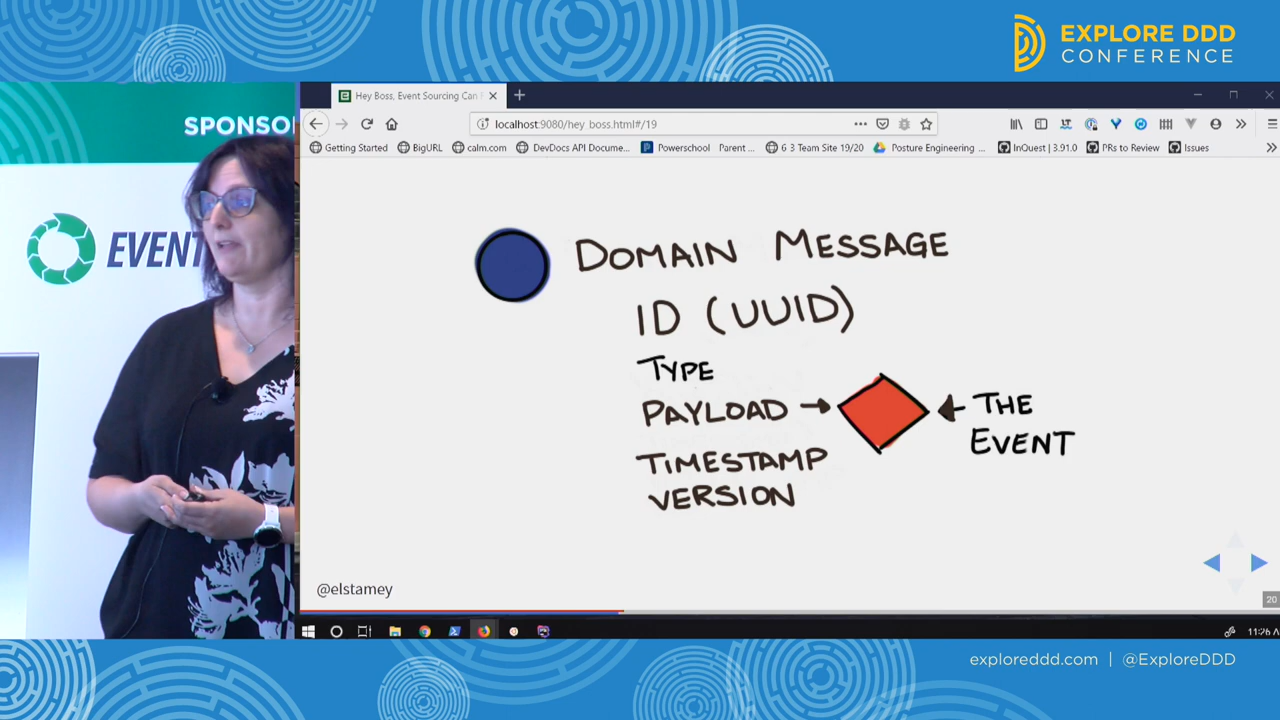 EXPLORE DDD
CONFERENCE
SPONSO
EVENT
Hey Boss, Event Sourcing Can
localhost:9080/hey_boss.html#/19
Getting Started
BigURL
calm.com
DevDocs API Docume...
Powerschool
Parent ...
6 3 Team Site 19/20
Posture Engineering ...
InQuest | 3.91.0
PRs to Review
Issues
DOMAIN MESSAGE
ID (UUID)
TYPE
PAYLOAD
THE
EVENT
TIMESTAMP
VERSION
@elstamey
20
11:26 A
exploreddd.com | @ExploreDDD